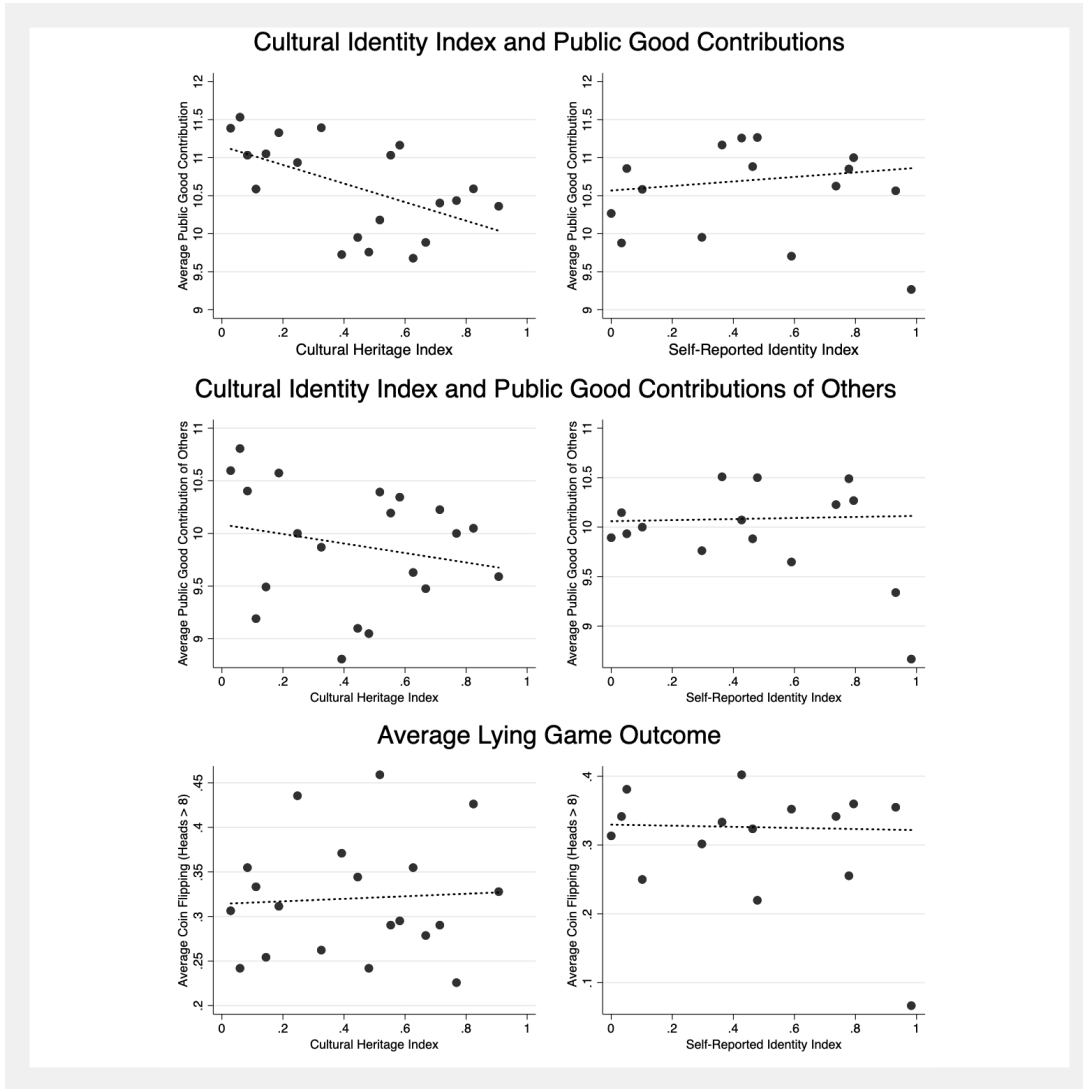 Cultural Identity Index and Public Good Contributions
Average Public Good Contribution
12
11.5
11
10.5
10
9.5
9
0 .2 .4 .6 .8 1
Cultural Heritage Index
Average Public Good Contribution
12
11.5
11
10.5
10
9.5
9
0 .2 .4 .6 .8 1
Self-Reported Identity Index
Cultural Identity Index and Public Good Contributions of Others
Average Public Good Contribution of Others
11
10.5
10
9.5
9
0 .2 .4 .6 .8 1
Cultural Heritage Index
Average Public Good Contribution of Others
11
10.5
10
9.5
9
0 .2 .4 .6 .8 1
Self-Reported Identity Index
Average Lying Game Outcome
Average Coin Flipping (Heads > 8)
.45
.4
.35
.3
.25
.2
0 .2 .4 .6 .8 1
Cultural Heritage Index
Average Coin Flipping (Heads > 8)
.4
.3
.2
.1
0 .2 .4 .6 .8 1
Self-Reported Identity Index